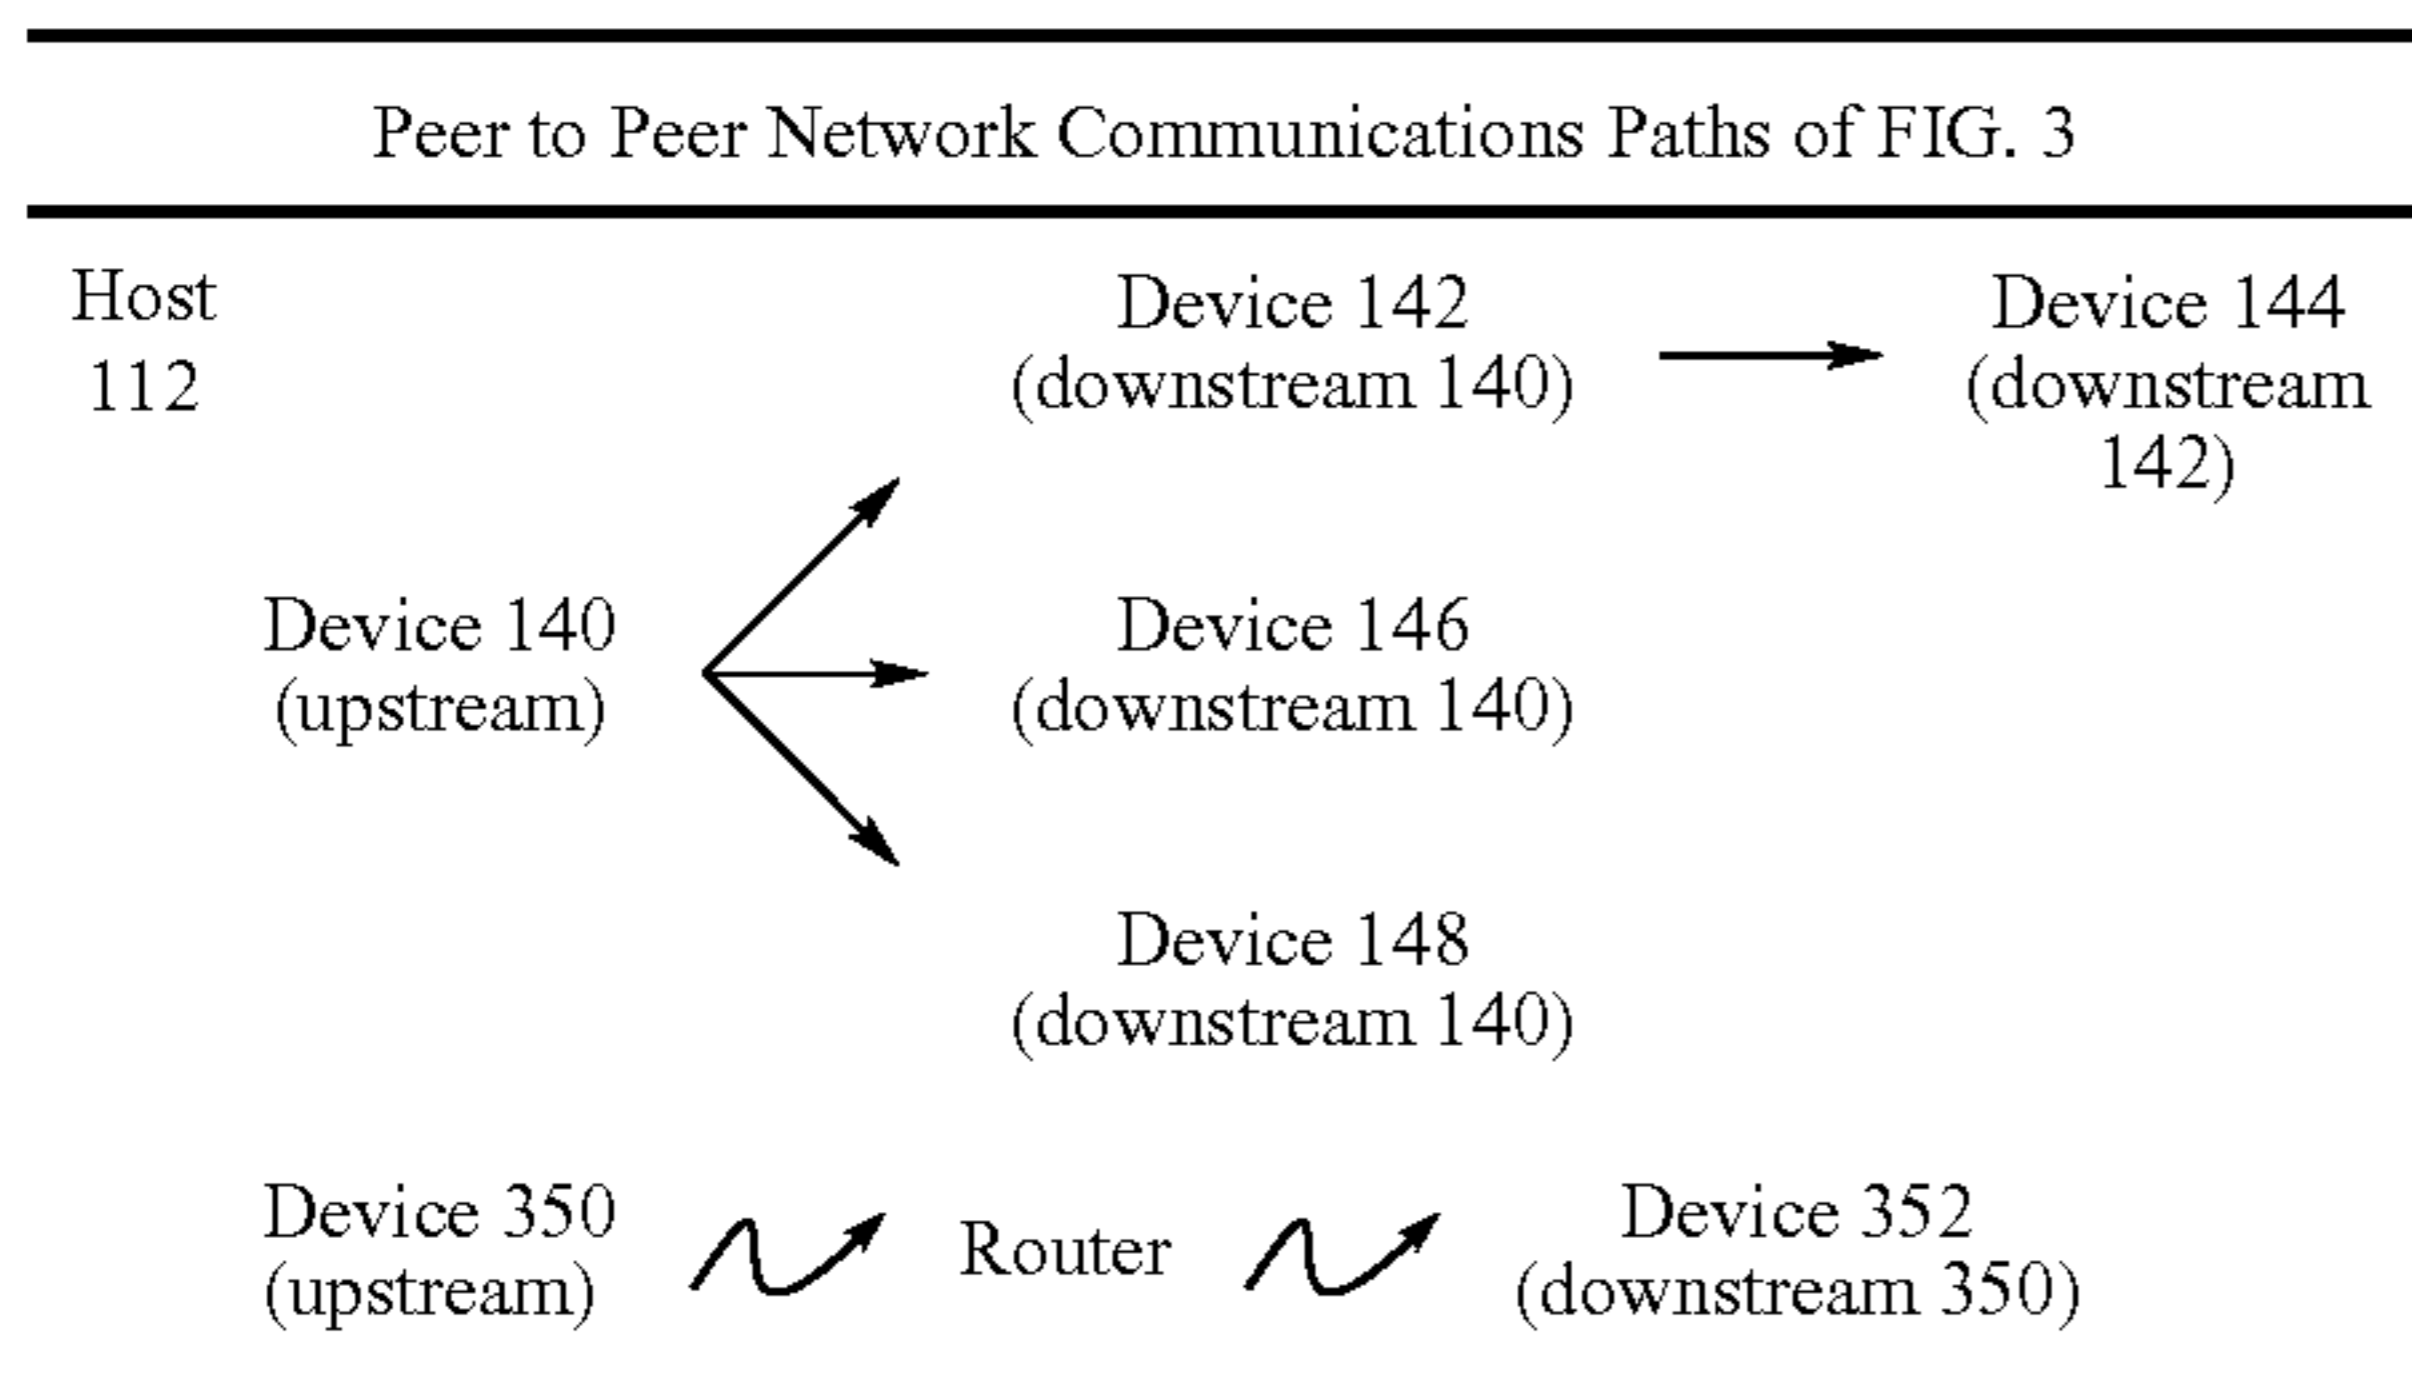 Peer to Peer Network Communications Paths of FIG. 3
Host
112
Device 142
(downstream 140)
Device 144
(downstream
142)
Device 140
(upstream)
Device 146
(downstream 140)
Device 148
(downstream 140)
Device 350
(upstream)
Router
Device 352
(downstream 350)